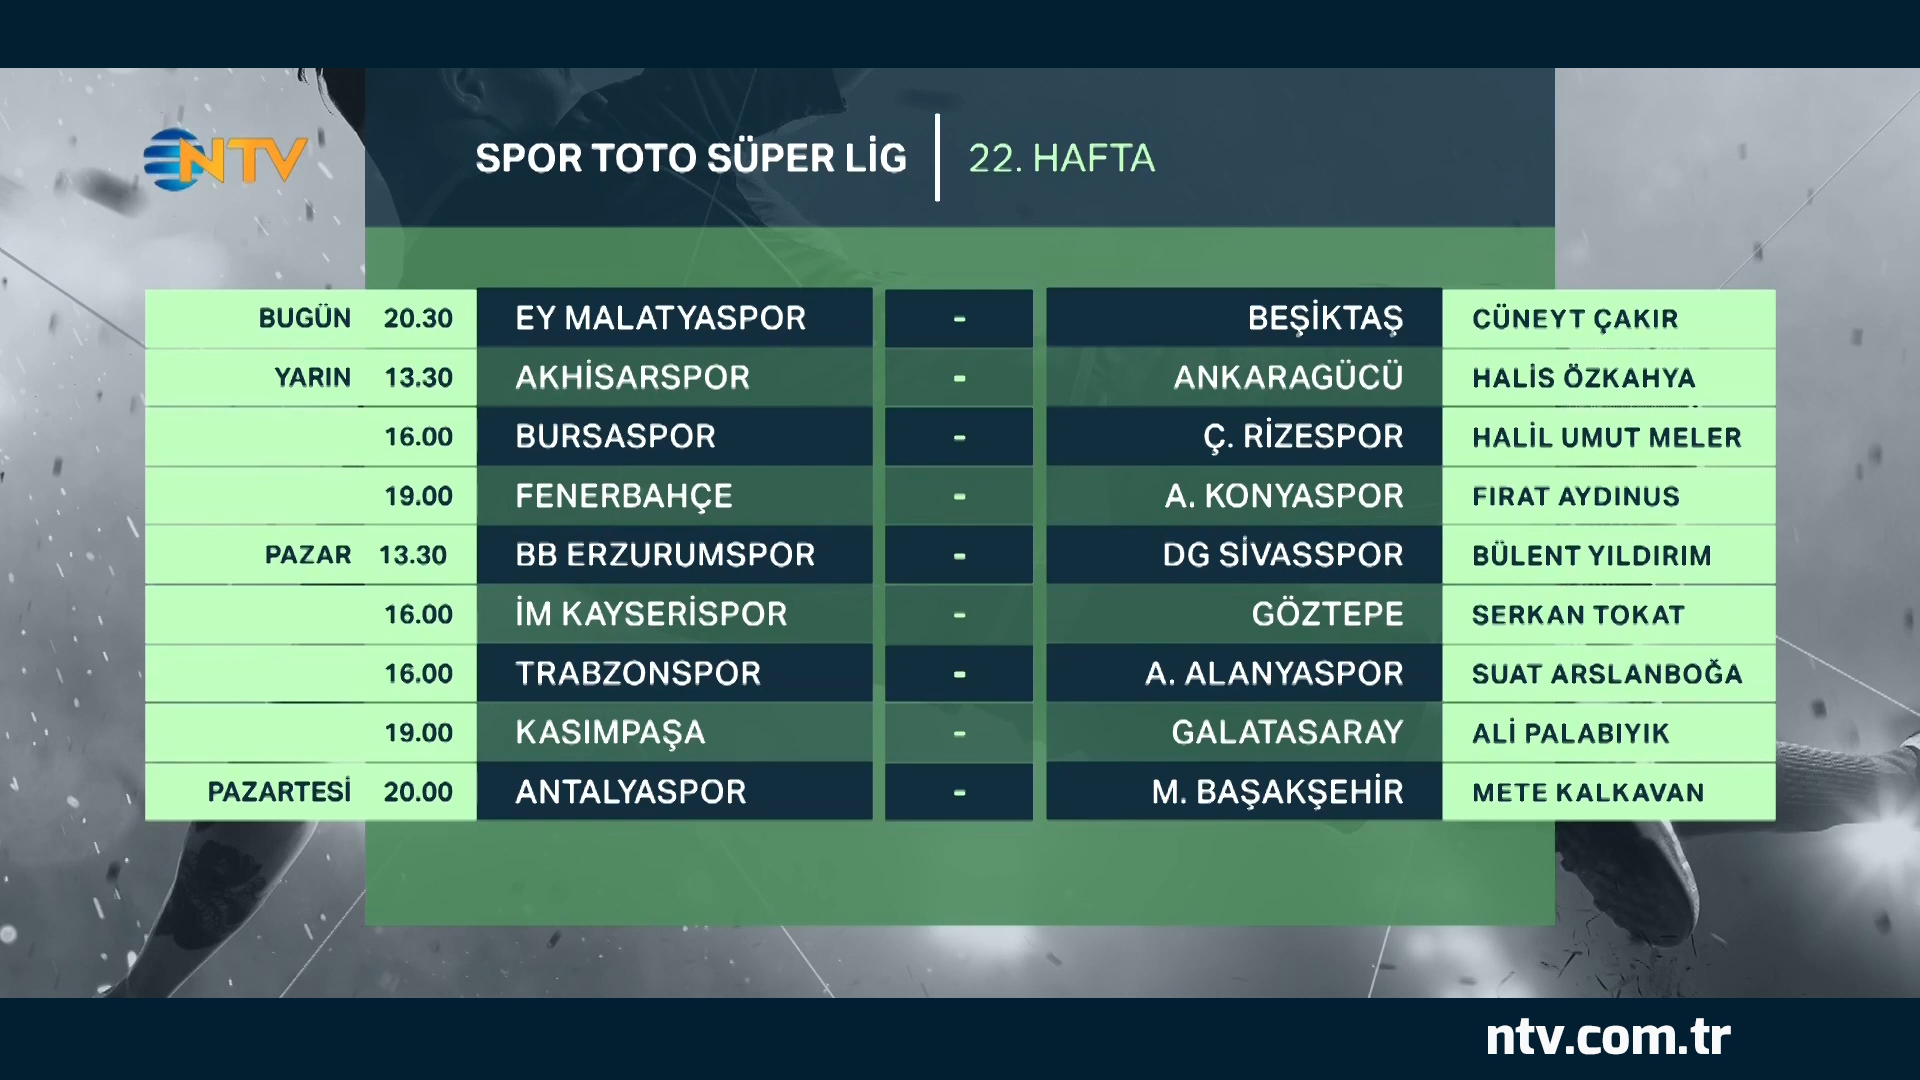 NTV
SPOR TOTO SÜPER LİG 22. HAFTA
BUGÜN 20.30 EY MALATYASPOR - BEŞİKTAŞ CÜNEYT ÇAKIR
YARIN 13.30 AKHİSARSPOR - ANKARAGÜCÜ HALİS ÖZKAHYA
16.00 BURSASPOR - Ç. RİZESPOR HALİL UMUT MELER
19.00 FENERBAHÇE - A. KONYASPOR FIRAT AYDINUS
PAZAR 13.30 BB ERZURUMSPOR - DG SİVASSPOR BÜLENT YILDIRIM
16.00 İM KAYSERİSPOR - GÖZTEPE SERKAN TOKAT
16.00 TRABZONSPOR - A. ALANYASPOR SUAT ARSLANBOĞA
19.00 KASIMPAŞA - GALATASARAY ALİ PALABIYIK
PAZARTESİ 20.00 ANTALYASPOR - M. BAŞAKŞEHİR METE KALKAVAN
ntv.com.tr